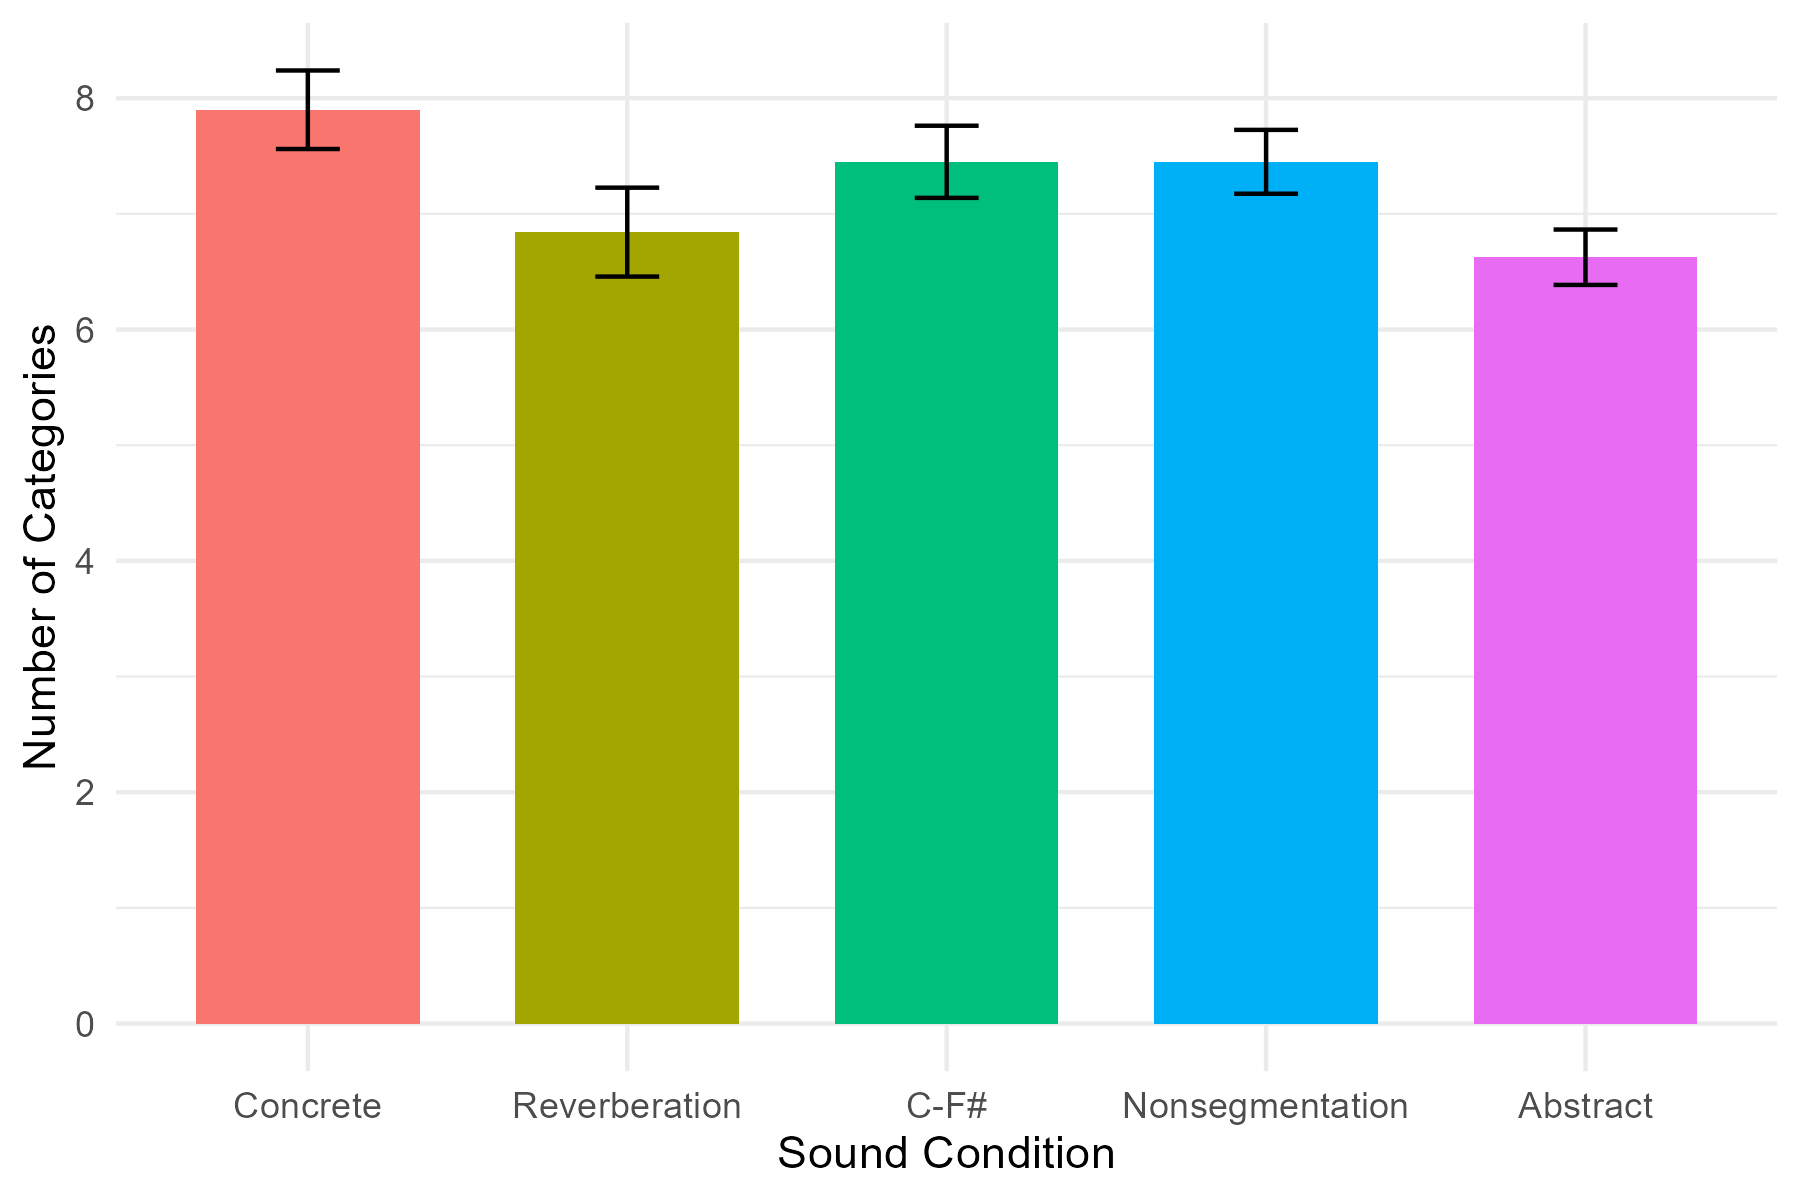 Number of Categories
8
6
4
2
0
Concrete Reverberation C-F# Nonsegmentation Abstract
Sound Condition